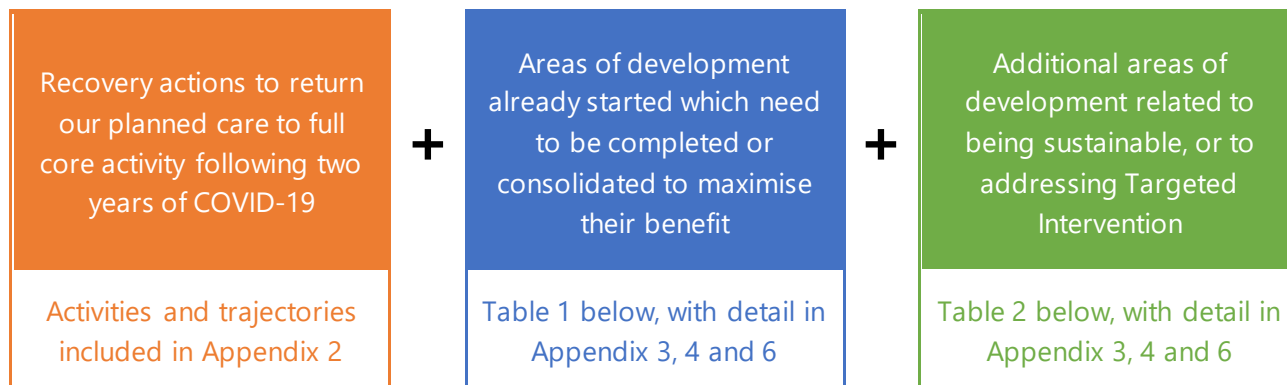 Recovery actions to return
our planned care to full
core activity following two
years of COVID-19
Activities and trajectories
included in Appendix 2
+
Areas of development
already started which need
to be completed or
consolidated to maximise
their benefit
Table 1 below, with detail in
Appendix 3, 4 and 6
+
Additional areas of
development related to
being sustainable, or to
addressing Targeted
Intervention
Table 2 below, with detail in
Appendix 3, 4 and 6